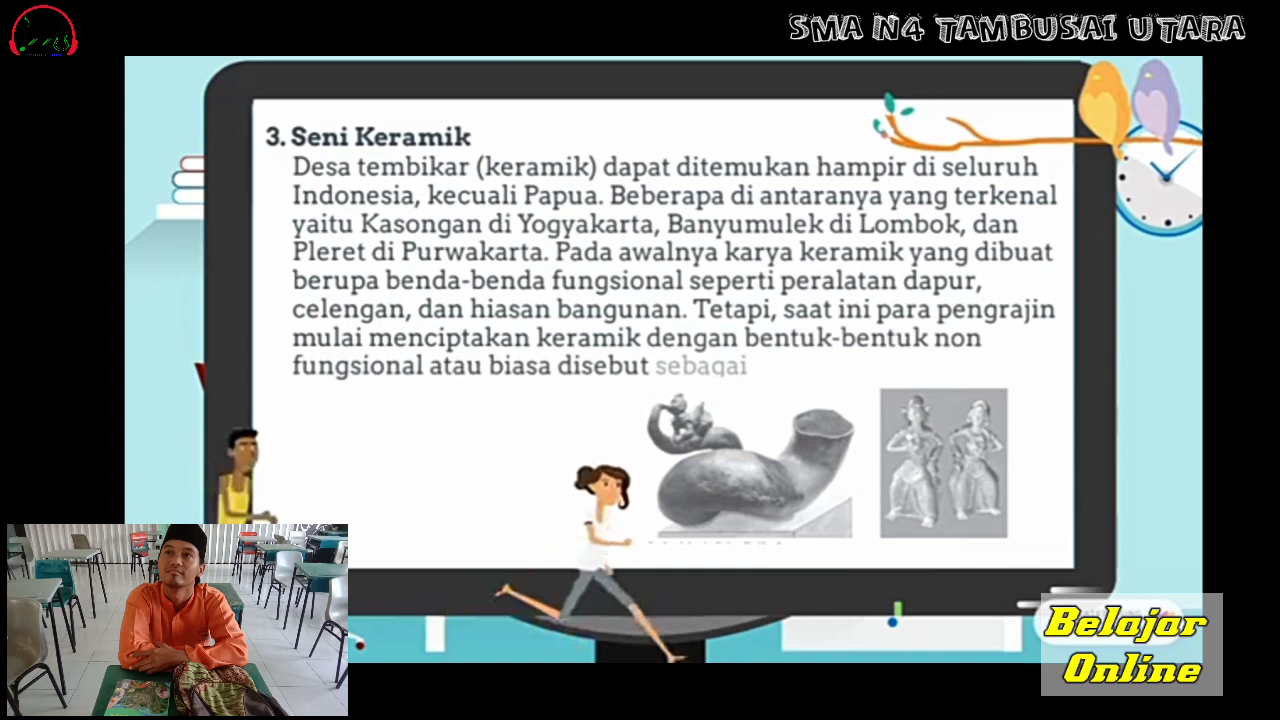 SMA N4 TAMBUSAI UTARA
3. Seni Keramik
Desa tembikar (keramik) dapat ditemukan hampir di seluruh
Indonesia, kecuali Papua. Beberapa di antaranya yang terkenal
yaitu Kasongan di Yogyakarta, Banyumulek di Lombok, dan
Pleret di Purwakarta. Pada awalnya karya keramik yang dibuat
berupa benda-benda fungsional seperti peralatan dapur,
celengan, dan hiasan bangunan. Tetapi, saat ini para pengrajin
mulai menciptakan keramik dengan bentuk-bentuk non
fungsional atau biasa disebut sebagai
Belajar
Online